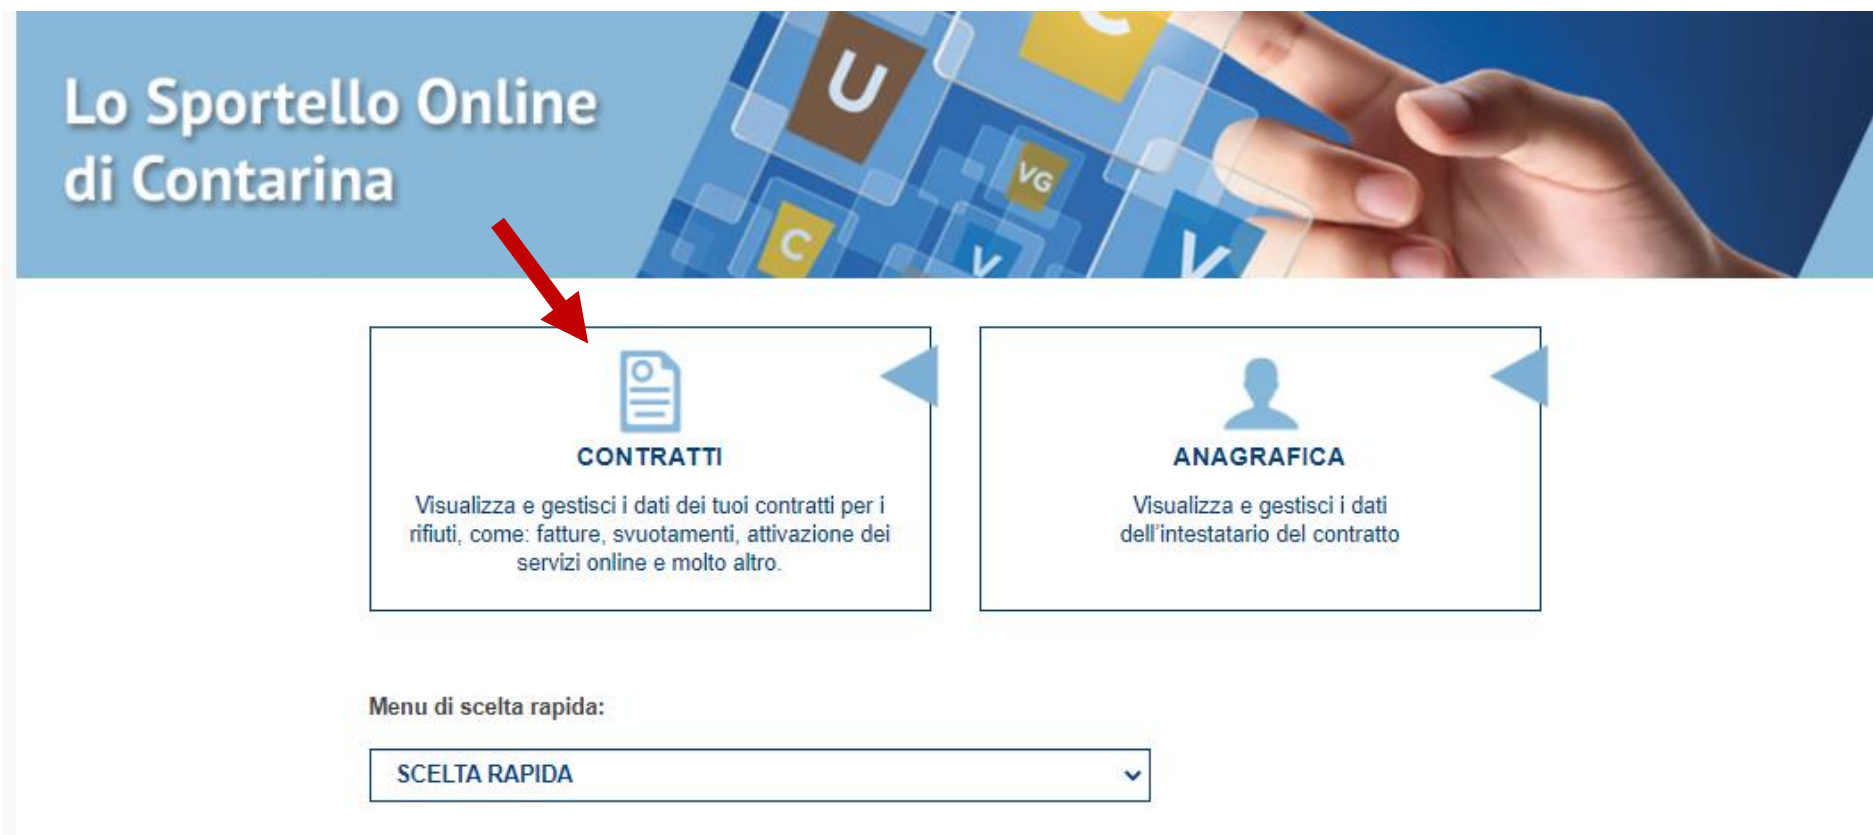 Lo Sportello Online
di Contarina
U
C
VG
C
V
V
CONTRATTI
Visualizza e gestisci i dati dei tuoi contratti per i
rifiuti, come: fatture, svuotamenti, attivazione dei
servizi online e molto altro.
ANAGRAFICA
Visualizza e gestisci i dati
dell'intestatario del contratto
Menu di scelta rapida:
SCELTA RAPIDA